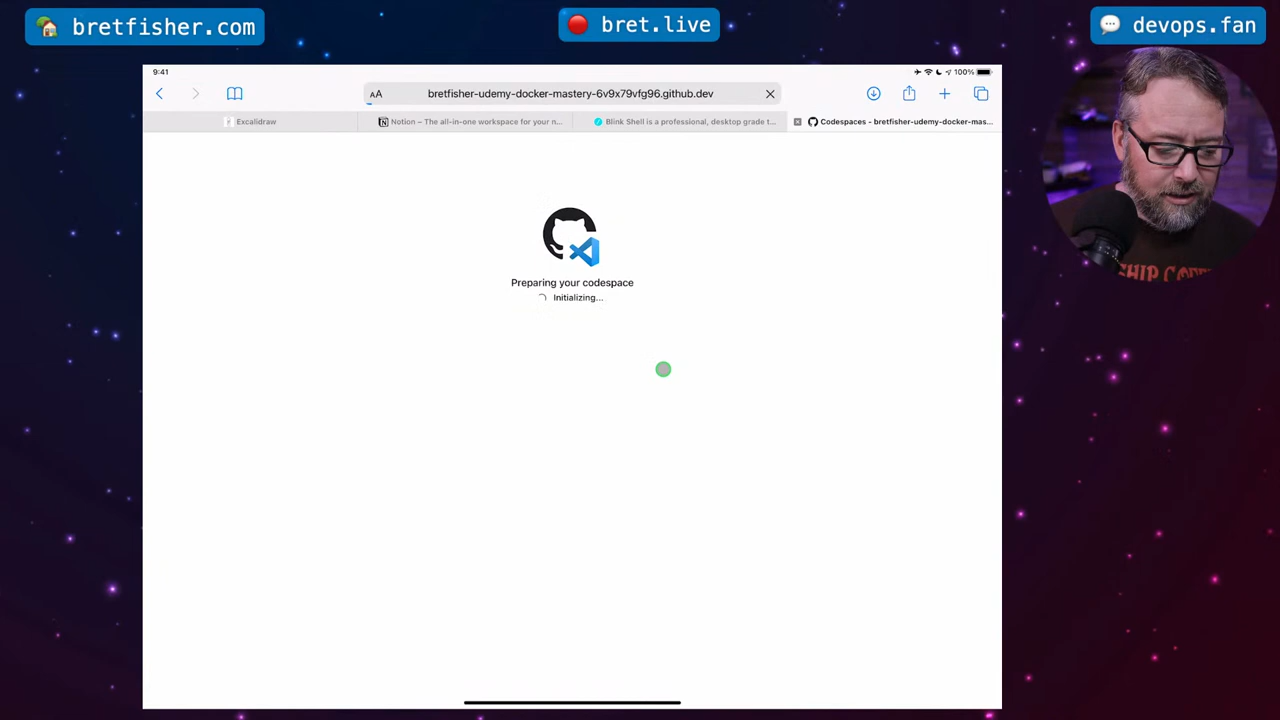 bretfisher.com
bret.live
devops.fan
9:41
100%
AA
bretfisher-udemy-docker-mastery-6v9x79vfg96.github.dev
Excalidraw
Notion – The all-in-one workspace for your n...
Blink Shell is a professional, desktop grade t...
Codespaces - bretfisher-udemy-docker-mas...
Preparing your codespace
Initializing...